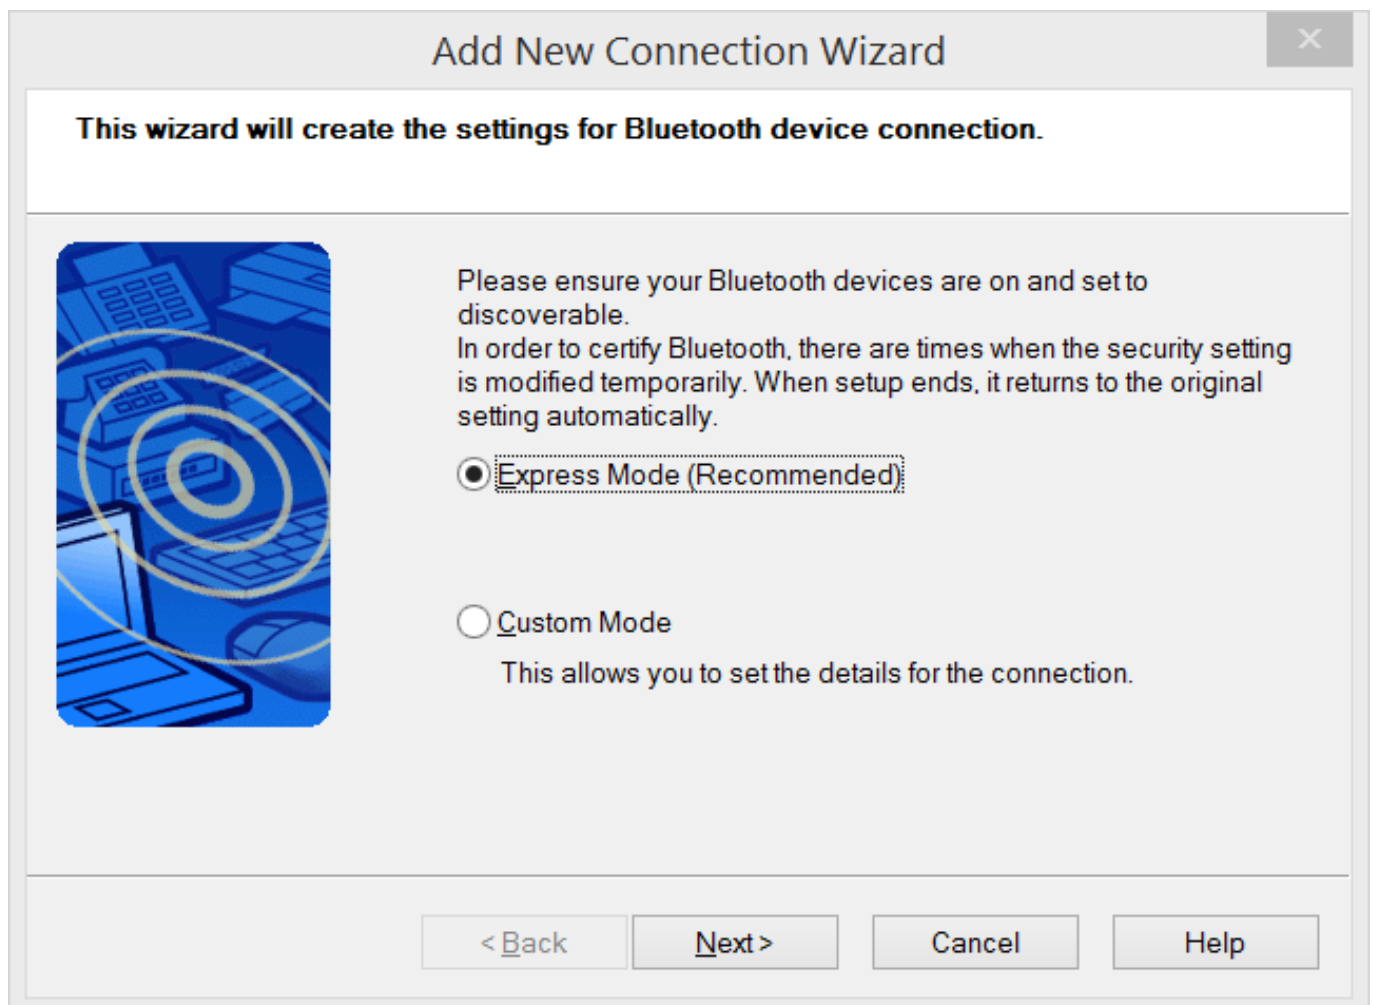 Add New Connection Wizard
This wizard will create the settings for Bluetooth device connection.
Please ensure your Bluetooth devices are on and set to
discoverable.
In order to certify Bluetooth, there are times when the security setting
is modified temporarily. When setup ends, it returns to the original
setting automatically.
Express Mode (Recommended)
Custom Mode
This allows you to set the details for the connection.
< Back
Next >
Cancel
Help